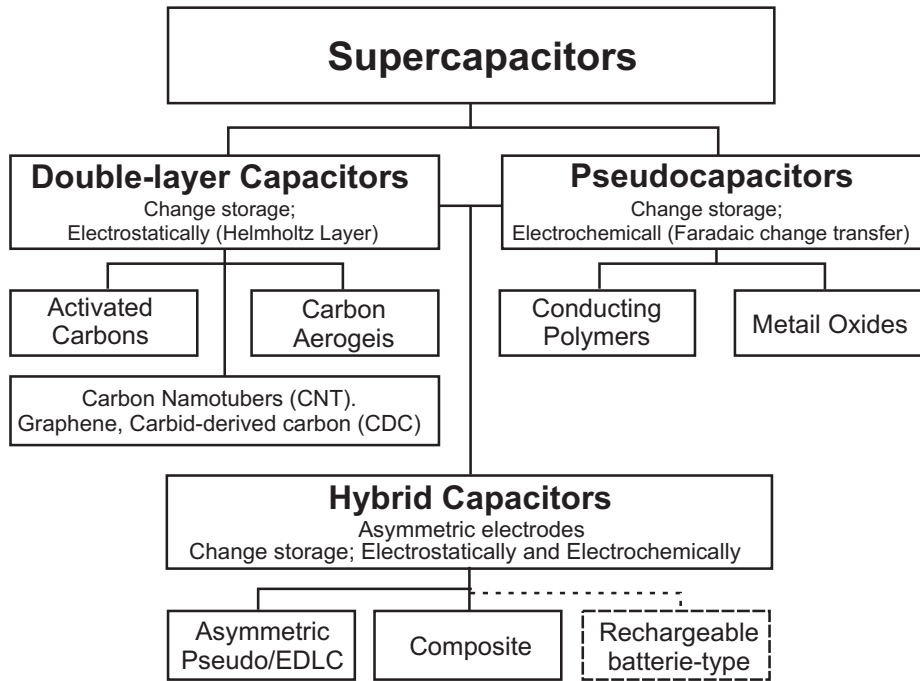 Supercapacitors
Double-layer Capacitors
Change storage;
Electrostatically (Helmholtz Layer)
Pseudocapacitors
Change storage;
Electrochemicall (Faradaic change transfer)
Activated
Carbons
Carbon
Aerogeis
Conducting
Polymers
Metail Oxides
Carbon Namotubers (CNT).
Graphene, Carbid-derived carbon (CDC)
Hybrid Capacitors
Asymmetric electrodes
Change storage; Electrostatically and Electrochemically
Asymmetric
Pseudo/EDLC
Composite
Rechargeable
batterie-type